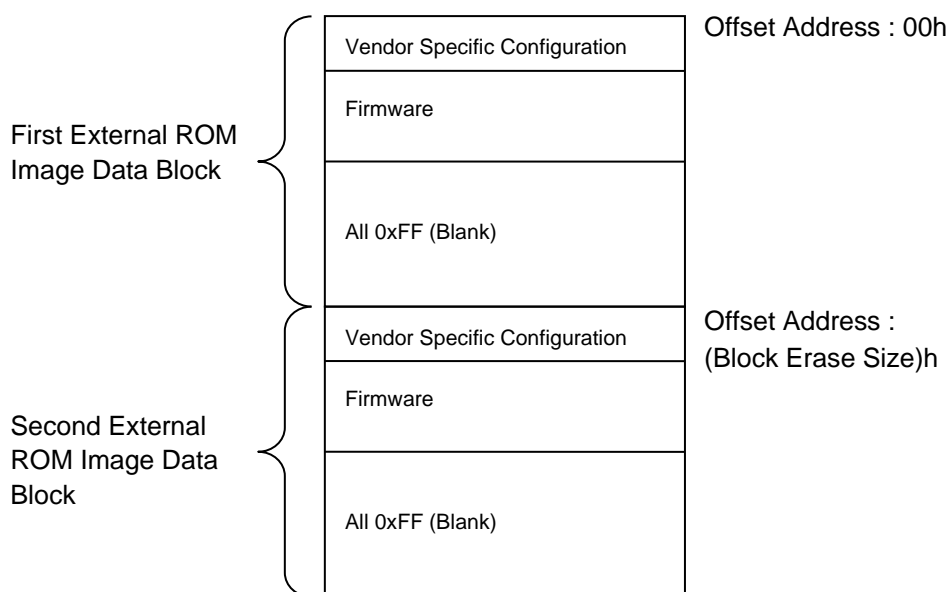 Vendor Specific Configuration
Offset Address : 00h
Firmware
First External ROM
Image Data Block
All 0xFF (Blank)
Vendor Specific Configuration
Offset Address :
(Block Erase Size)h
Firmware
Second External
ROM Image Data
Block
All 0xFF (Blank)